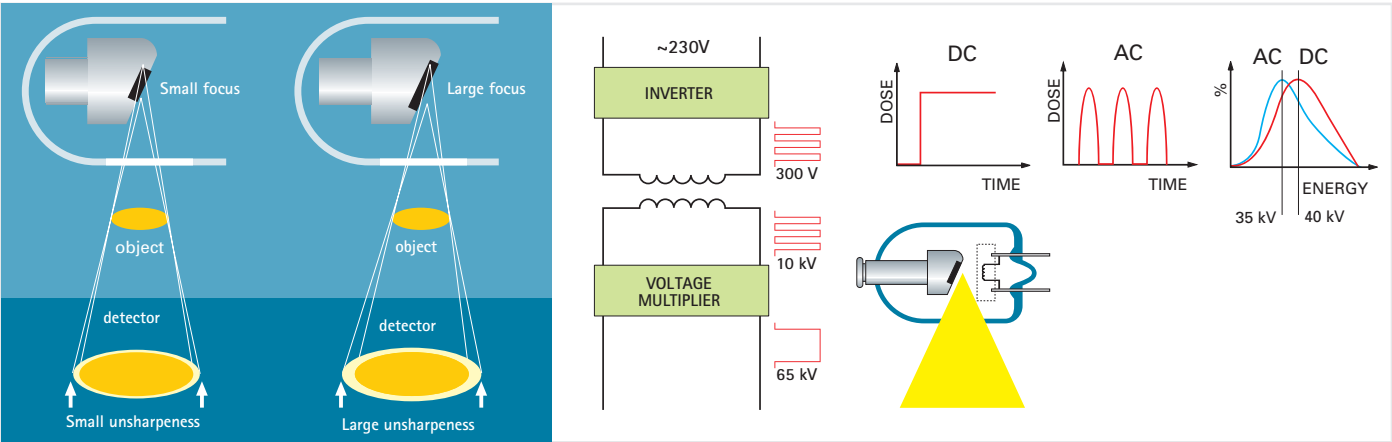 Small focus
object
detector
Small unsharpeness
Large focus
object
detector
Large unsharpeness
~230V
INVERTER
300 V
10 kV
VOLTAGE
MULTIPLIER
65 kV
DC
DOSE
TIME
AC
DOSE
TIME
AC DC
%
ENERGY
35 kV
40 kV